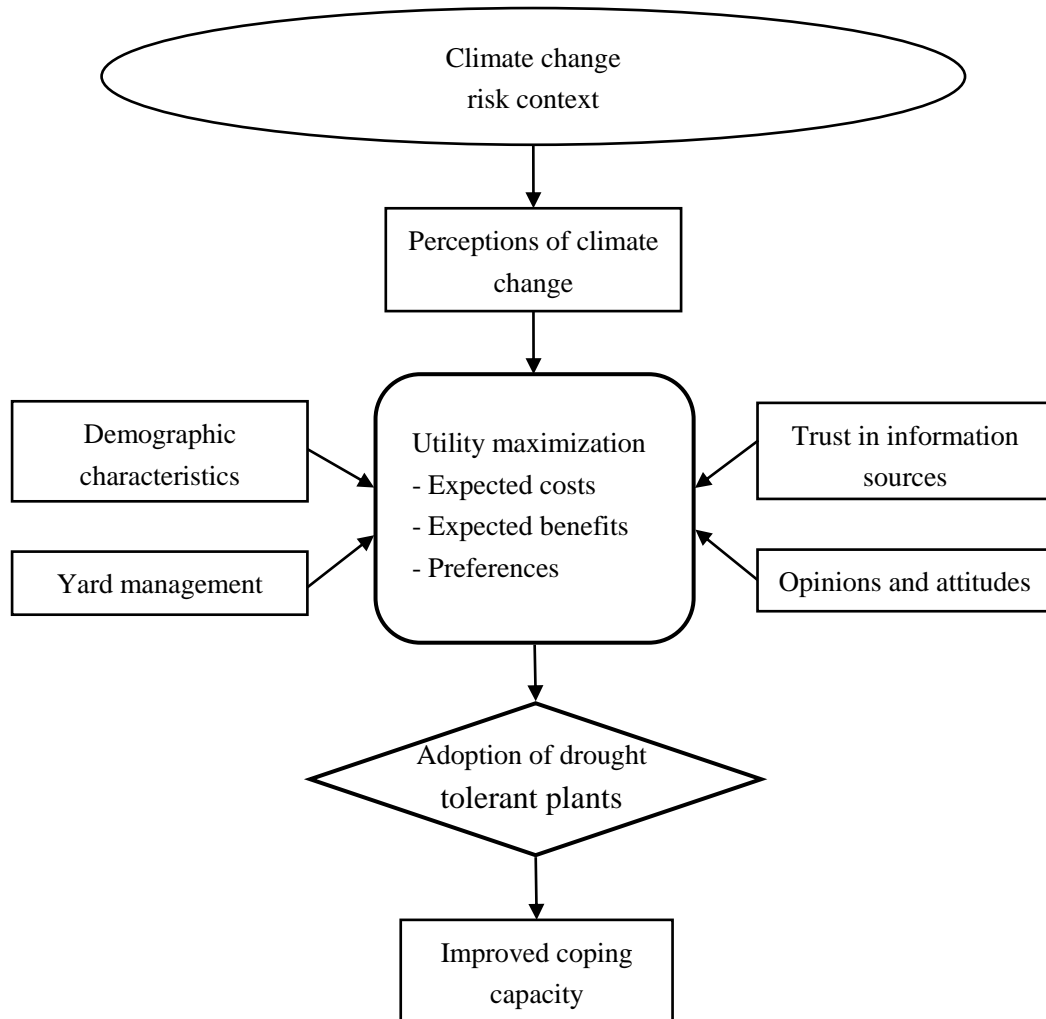 Climate change
risk context
Perceptions of climate
change
Demographic
characteristics
Yard management
Utility maximization
- Expected costs
- Expected benefits
- Preferences
Trust in information
sources
Opinions and attitudes
Adoption of drought
tolerant plants
Improved coping
capacity